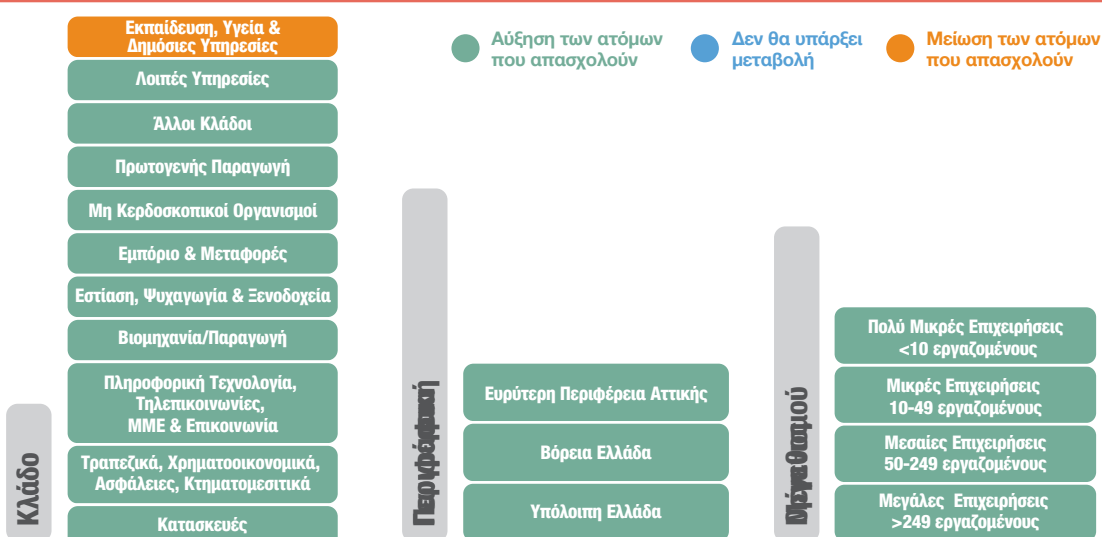 Εκπαίδευση, Υγεία &
Δημόσιες Υπηρεσίες
Λοιπές Υπηρεσίες
Άλλοι Κλάδοι
Πρωτογενής Παραγωγή
Μη Κερδοσκοπικοί Οργανισμοί
Εμπόριο & Μεταφορές
Εστίαση, Ψυχαγωγία & Ξενοδοχεία
Βιομηχανία/Παραγωγή
Πληροφορική Τεχνολογία,
Τηλεπικοινωνίες,
ΜΜΕ & Επικοινωνία
Τραπεζικά, Χρηματοοικονομικά,
Ασφάλειες, Κτηματομεσιτικά
Κατασκευές
Κλάδο
Αύξηση των ατόμων
που απασχολούν
Δεν θα υπάρξει
μεταβολή
Μείωση των ατόμων
που απασχολούν
Ευρύτερη Περιφέρεια Αττικής
Βόρεια Ελλάδα
Υπόλοιπη Ελλάδα
Πολύ Μικρές Επιχειρήσεις
<10 εργαζομένους
Μικρές Επιχειρήσεις
10-49 εργαζομένους
Μεσαίες Επιχειρήσεις
50-249 εργαζομένους
Μεγάλες Επιχειρήσεις
>249 εργαζομένους